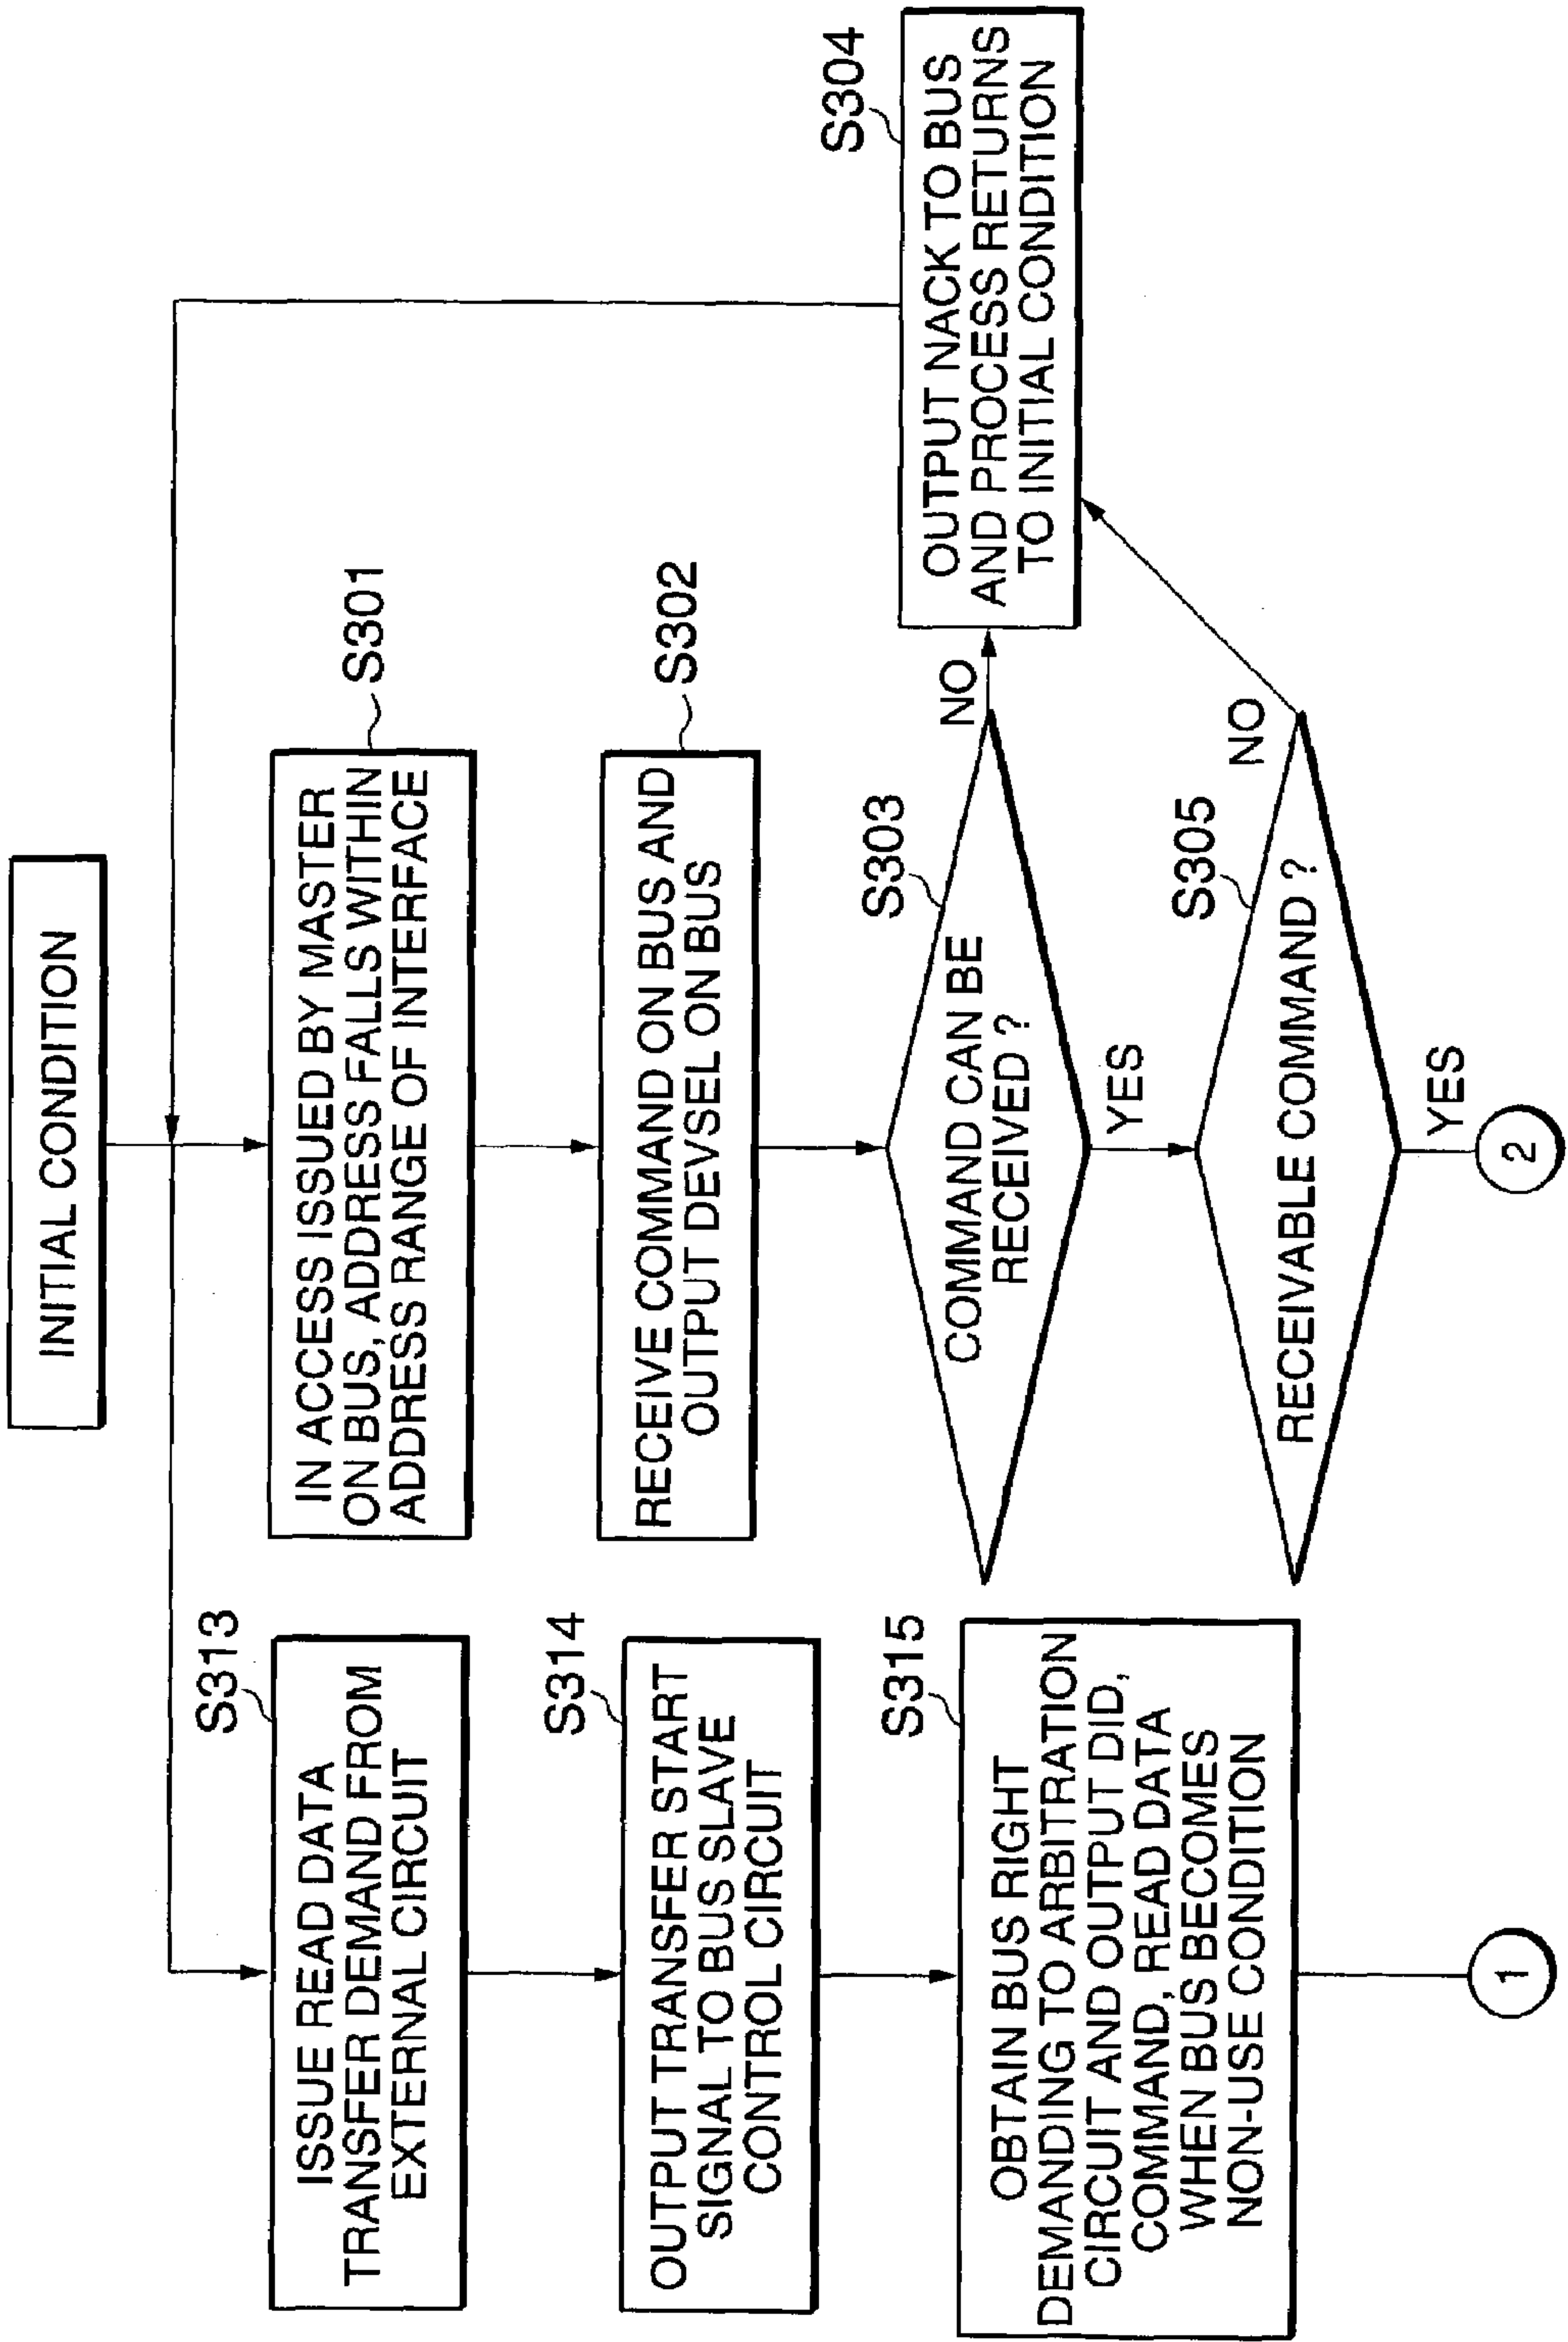 INITIAL CONDITION
S313
ISSUE READ DATA
TRANSFER DEMAND FROM
EXTERNAL CIRCUIT
S314
OUTPUT TRANSFER START
SIGNAL TO BUS SLAVE
CONTROL CIRCUIT
S315
OBTAIN BUS RIGHT
DEMANDING TO ARBITRATION
CIRCUIT AND OUTPUT DID,
COMMAND, READ DATA
WHEN BUS BECOMES
NON-USE CONDITION
1
S301
IN ACCESS ISSUED BY MASTER
ON BUS, ADDRESS FALLS WITHIN
ADDRESS RANGE OF INTERFACE
S302
RECEIVE COMMAND ON BUS AND
OUTPUT DEVSEL ON BUS
S303
COMMAND CAN BE
RECEIVED ?
NO
YES
S305
RECEIVABLE COMMAND ?
NO
YES
2
S304
OUTPUT NACK TO BUS
AND PROCESS RETURNS
TO INITIAL CONDITION